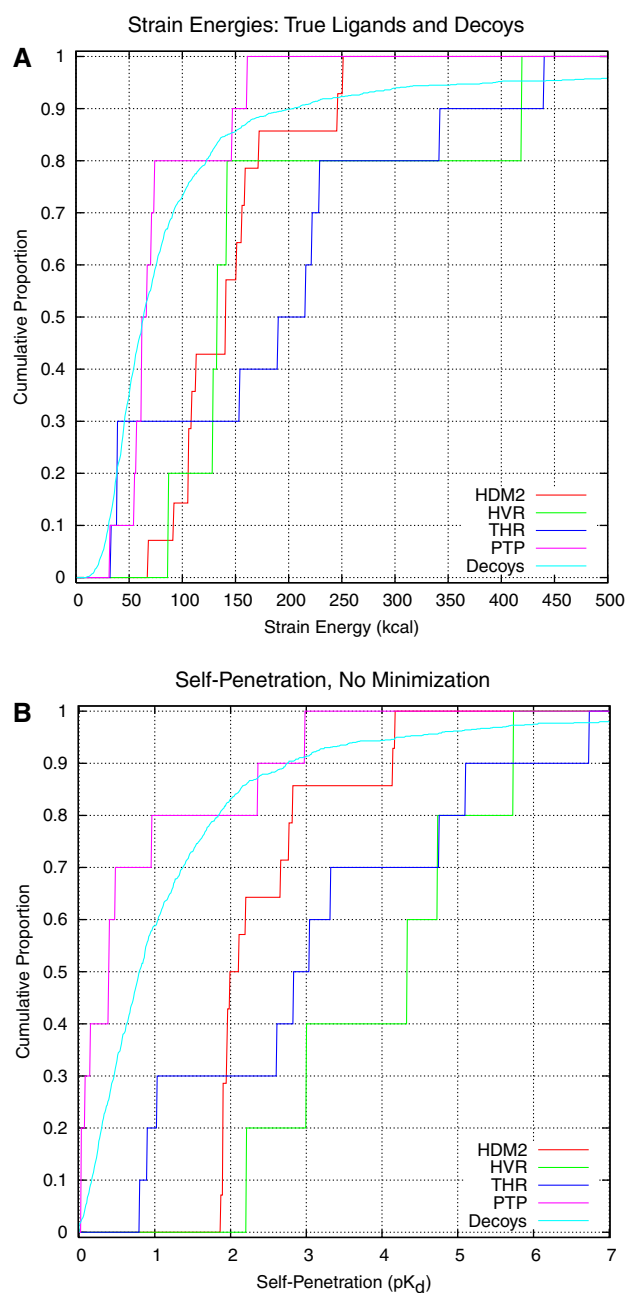 Strain Energies: True Ligands and Decoys
A
1
0.9
0.8
0.7
0.6
0.5
0.4
0.3
0.2
0.1
0
Cumulative Proportion
HDM2
HVR
THR
PTP
Decoys
0 50 100 150 200 250 300 350 400 450 500
Strain Energy (kcal)
Self-Penetration, No Minimization
B
1
0.9
0.8
0.7
0.6
0.5
0.4
0.3
0.2
0.1
0
Cumulative Proportion
HDM2
HVR
THR
PTP
Decoys
0 1 2 3 4 5 6 7
Self-Penetration (pKd)